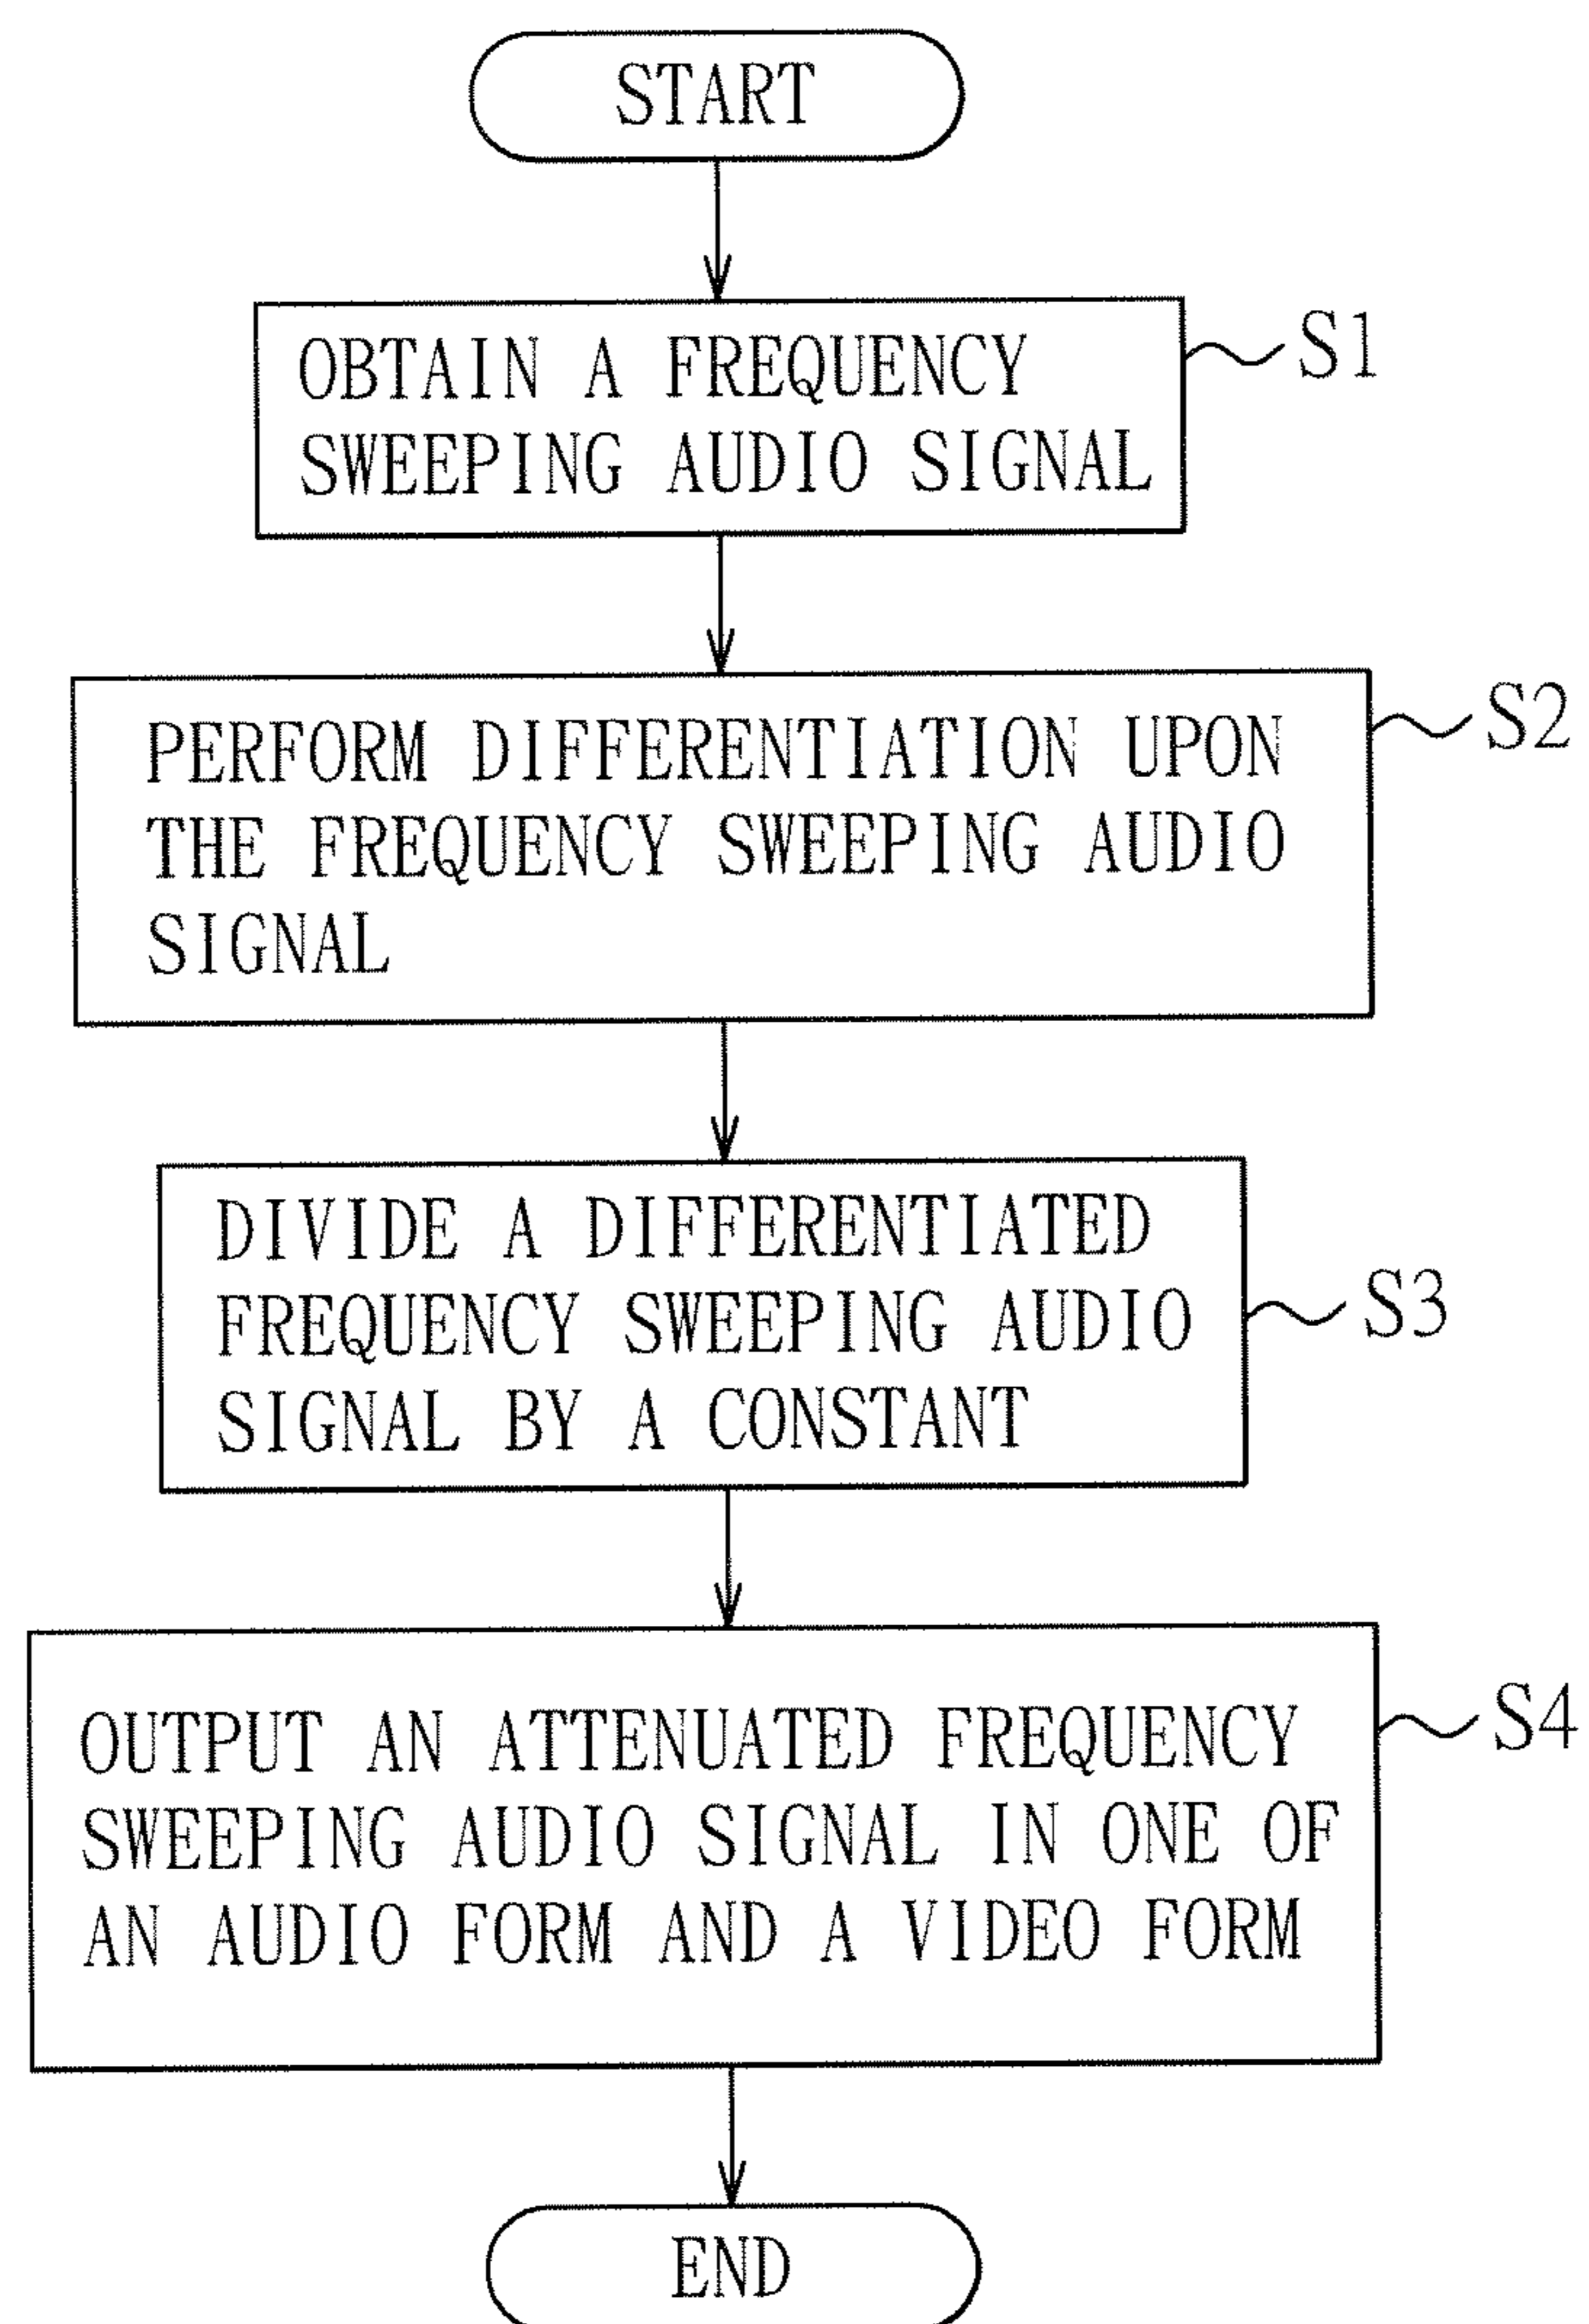 START
OBTAIN A FREQUENCY
SWEEPING AUDIO SIGNAL
S1
PERFORM DIFFERENTIATION UPON
THE FREQUENCY SWEEPING AUDIO
SIGNAL
S2
DIVIDE A DIFFERENTIATED
FREQUENCY SWEEPING AUDIO
SIGNAL BY A CONSTANT
S3
OUTPUT AN ATTENUATED FREQUENCY
SWEEPING AUDIO SIGNAL IN ONE OF
AN AUDIO FORM AND A VIDEO FORM
S4
END